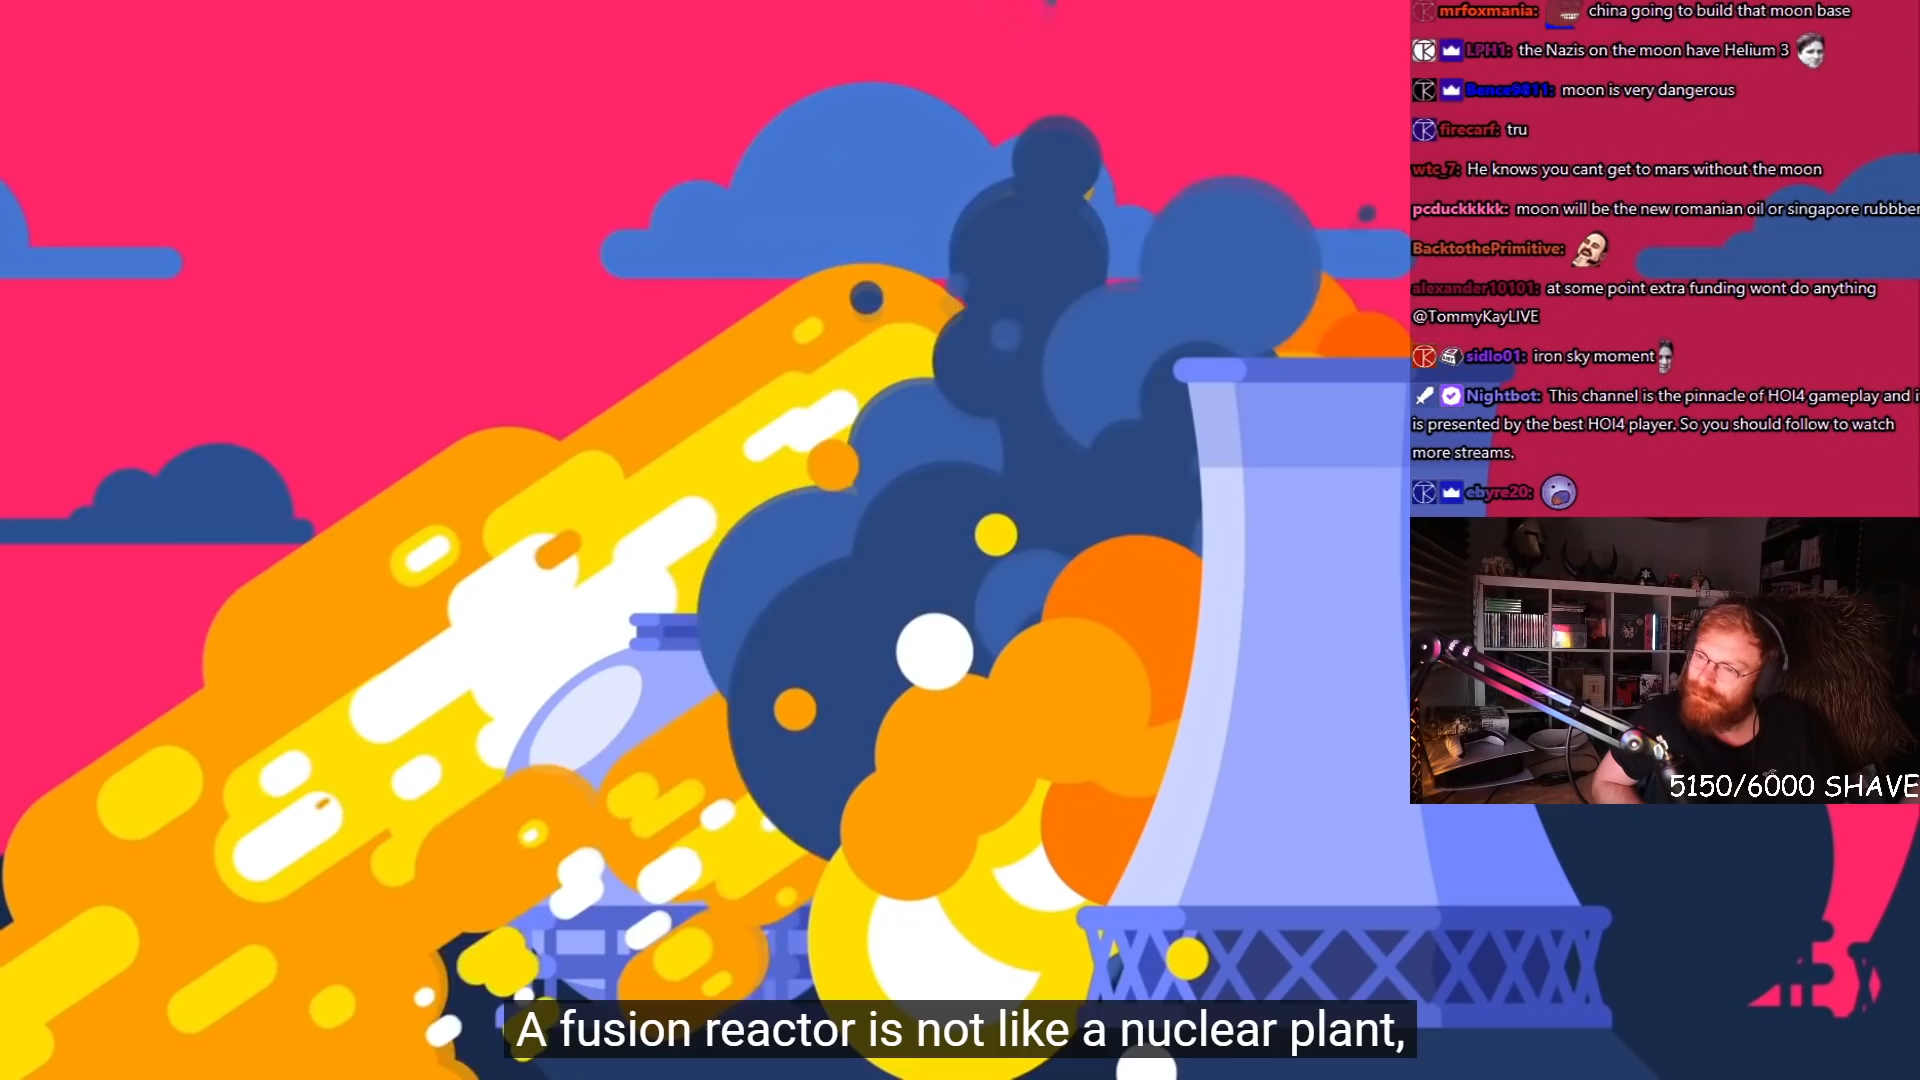 mrfoxmania: china going to build that moon base
LPH1: the Nazis on the moon have Helium 3
Bence9811: moon is very dangerous
firecarf: tru
wtc_7: He knows you cant get to mars without the moon
pcduckkkkk: moon will be the new romanian oil or singapore rubbber
BacktothePrimitive:
alexander10101: at some point extra funding wont do anything
@TommyKayLIVE
sidlo01: iron sky moment
Nightbot: This channel is the pinnacle of HOI4 gameplay and i
is presented by the best HOI4 player. So you should follow to watch
more streams.
ebyre20:
5150/6000 SHAVE
A fusion reactor is not like a nuclear plant,